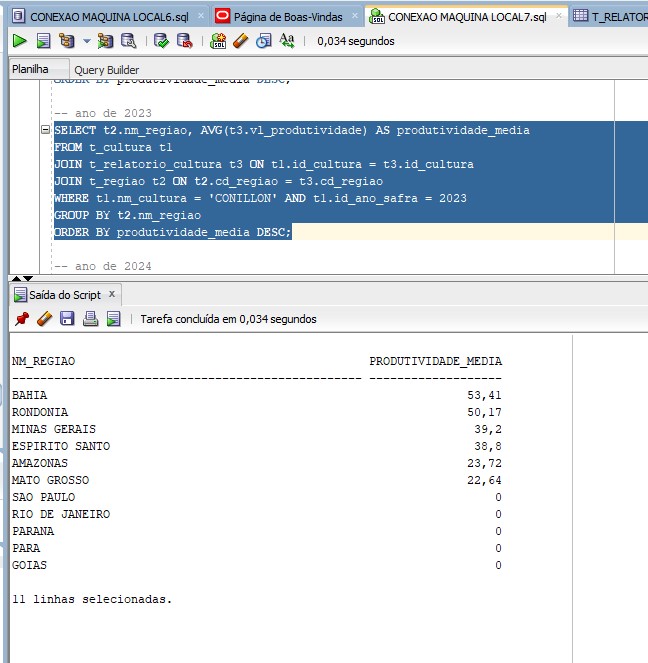 CONEXAO MAQUINA LOCAL6.sql
Página de Boas-Vindas
CONEXAO MAQUINA LOCAL7.sql
T_RELATOR
0,034 segundos
Planilha
Query Builder
ORDER BY produtividade_media DESC;
-- ano de 2023
SELECT t2.nm_regiao, AVG(t3.vl_produtividade) AS produtividade_media
FROM t_cultura t1
JOIN t_relatorio_cultura t3 ON t1.id_cultura = t3.id_cultura
JOIN t_regiao t2 ON t2.cd_regiao = t3.cd_regiao
WHERE t1.nm_cultura = 'CONILLON' AND t1.id_ano_safra = 2023
GROUP BY t2.nm_regiao
ORDER BY produtividade_media DESC;
-- ano de 2024
Saída do Script x
Tarefa concluída em 0,034 segundos
NM_REGIAO PRODUTIVIDADE_MEDIA
-------------------------------------------------- -------------------
BAHIA 53,41
RONDONIA 50,17
MINAS GERAIS 39,2
ESPIRITO SANTO 38,8
AMAZONAS 23,72
MATO GROSSO 22,64
SAO PAULO 0
RIO DE JANEIRO 0
PARANA 0
PARA 0
GOIAS 0
11 linhas selecionadas.